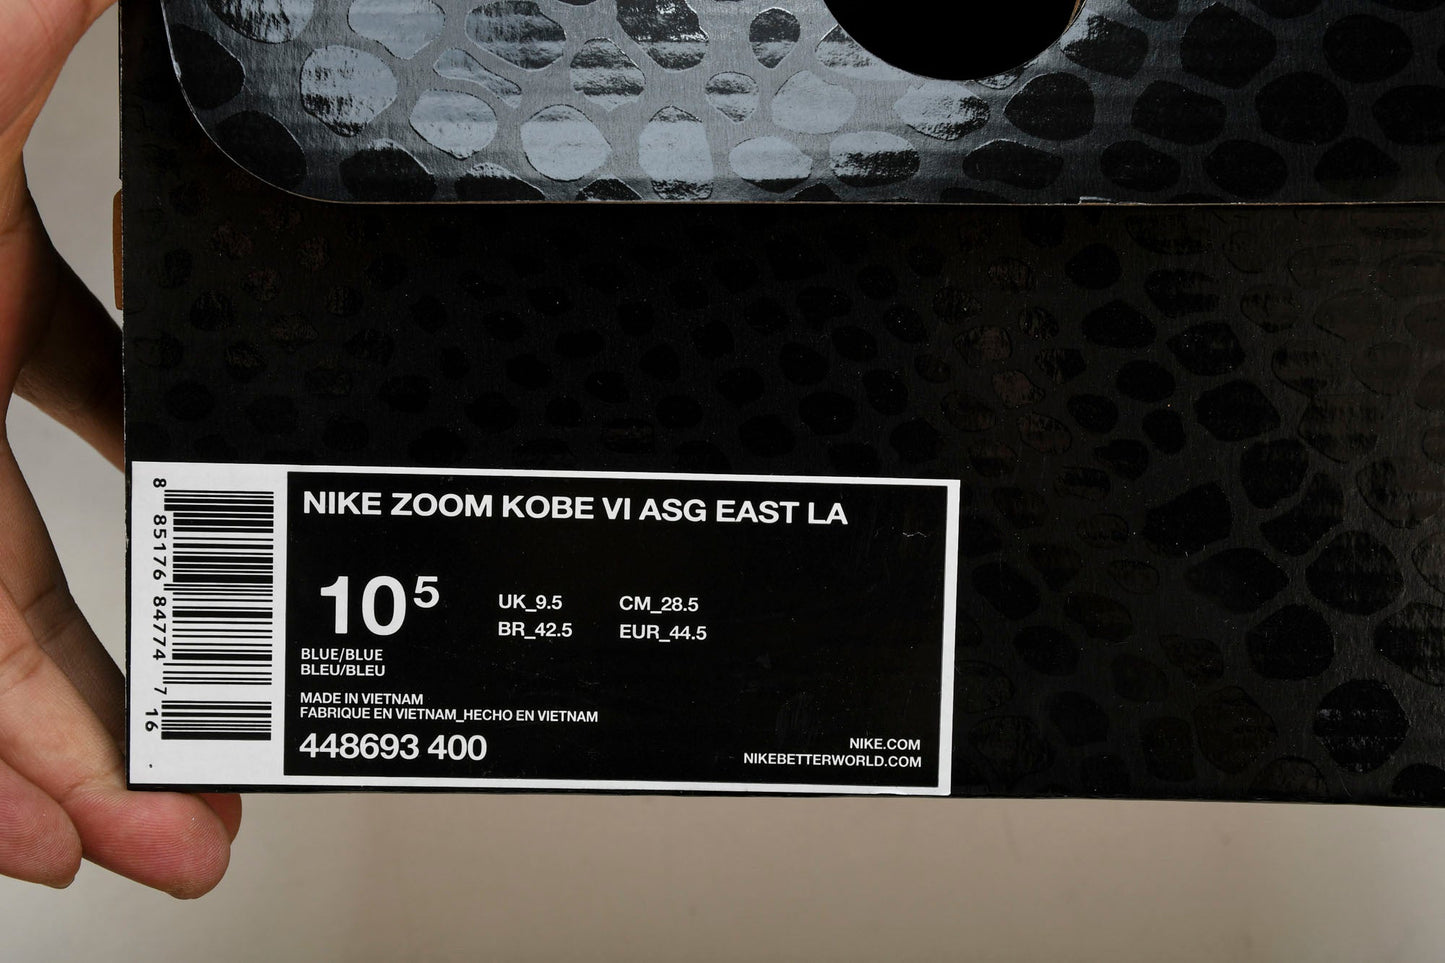 8 85176 84774 7 16
NIKE ZOOM KOBE VI ASG EAST LA
10 5
UK_9.5 CM_28.5
BR_42.5 EUR_44.5
BLUE/BLUE
BLEU/BLEU
MADE IN VIETNAM
FABRIQUE EN VIETNAM_HECHO EN VIETNAM
448693 400
NIKE.COM
NIKEBETTERWORLD.COM